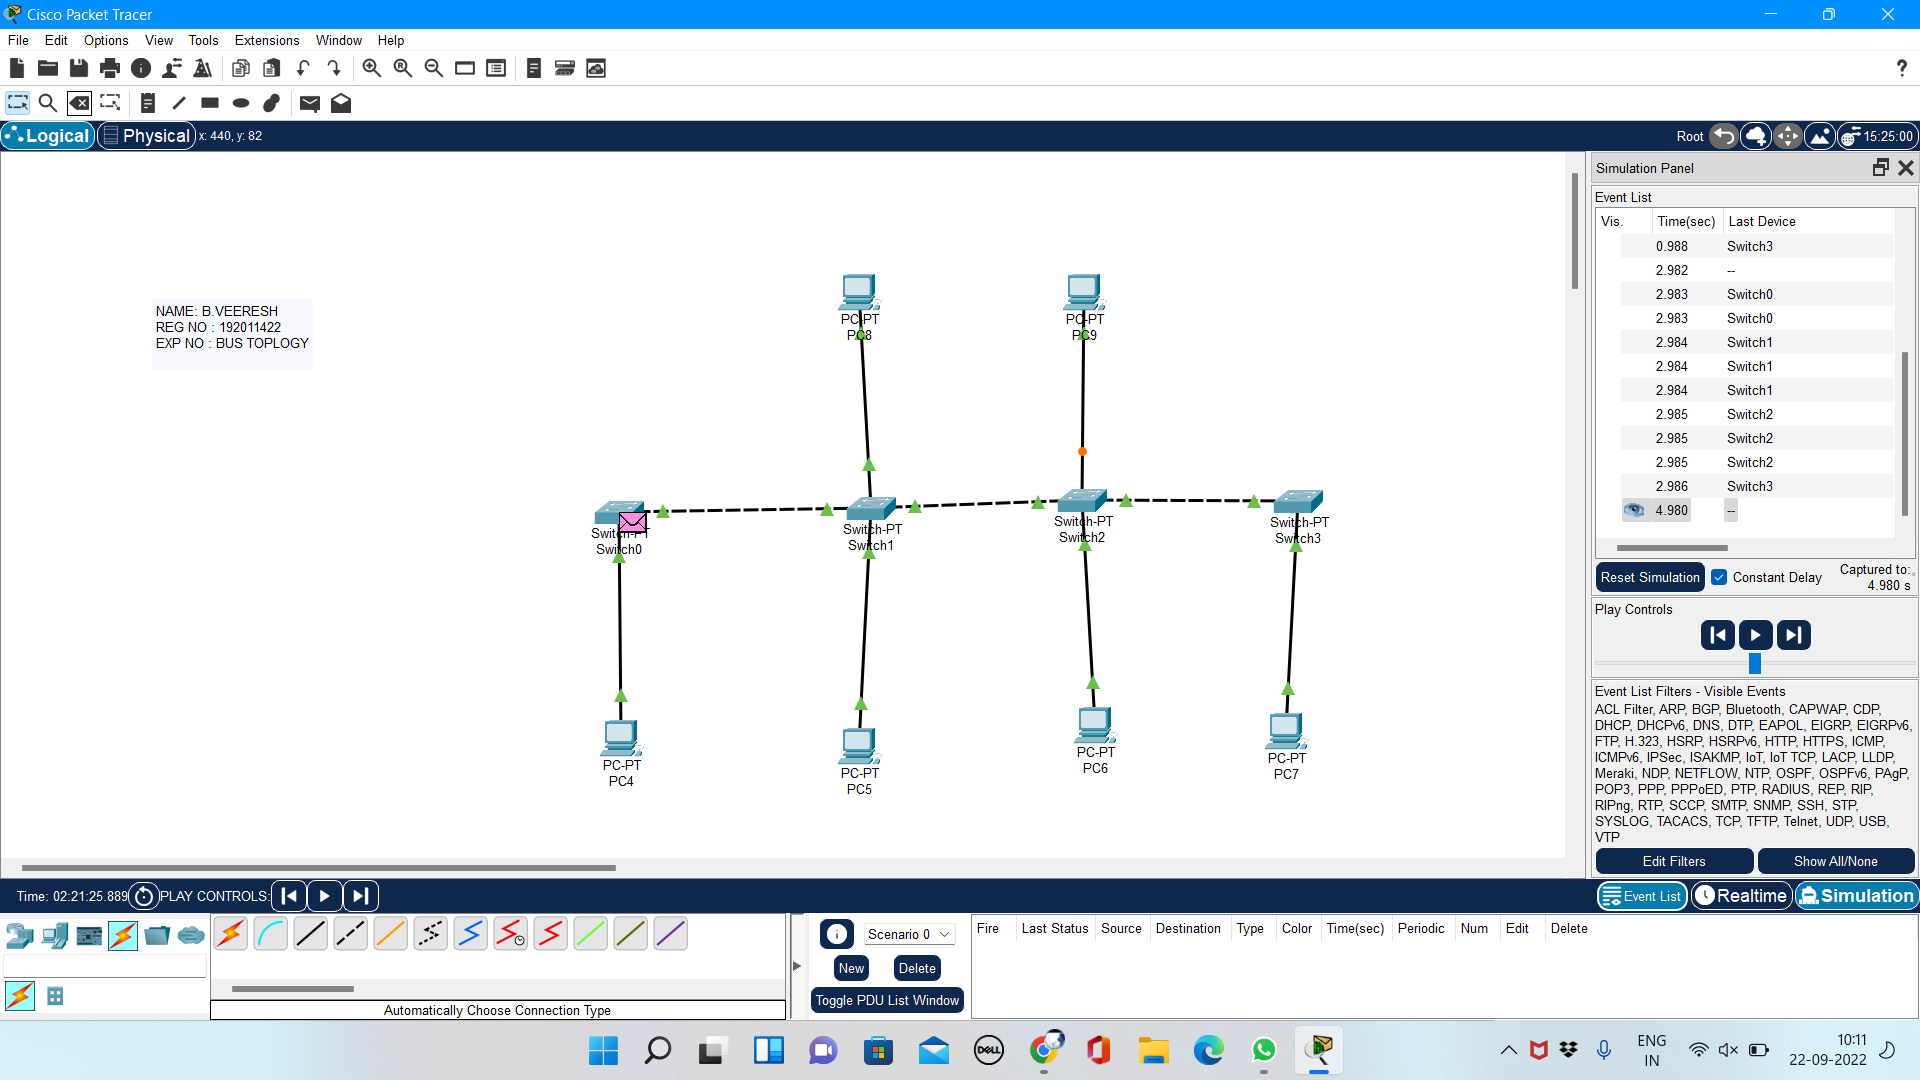 Cisco Packet Tracer
File Edit Options View Tools Extensions Window Help
?
Logical Physical x: 440, y: 82
Root 15:25:00
NAME: B.VEERESH
REG NO : 192011422
EXP NO : BUS TOPLOGY
PC-PT
PC8
PC-PT
PC9
Switch-PT
Switch0
Switch-PT
Switch1
Switch-PT
Switch2
Switch-PT
Switch3
PC-PT
PC4
PC-PT
PC5
PC-PT
PC6
PC-PT
PC7
Simulation Panel
Event List
Vis. Time(sec) Last Device
0.988 Switch3
2.982 --
2.983 Switch0
2.983 Switch0
2.984 Switch1
2.984 Switch1
2.984 Switch1
2.985 Switch2
2.985 Switch2
2.985 Switch2
2.986 Switch3
4.980 --
Reset Simulation Constant Delay
Captured to:
4.980 s
Play Controls
Event List Filters - Visible Events
ACL Filter, ARP, BGP, Bluetooth, CAPWAP, CDP,
DHCP, DHCPv6, DNS, DTP, EAPOL, EIGRP, EIGRPv6,
FTP, H.323, HSRP, HSRPv6, HTTP, HTTPS, ICMP,
ICMPv6, IPSec, ISAKMP, IoT, IoT TCP, LACP, LLDP,
Meraki, NDP, NETFLOW, NTP, OSPF, OSPFv6, PAgP,
POP3, PPP, PPPoED, PTP, RADIUS, REP, RIP,
RIPng, RTP, SCCP, SMTP, SNMP, SSH, STP,
SYSLOG, TACACS, TCP, TFTP, Telnet, UDP, USB,
VTP
Edit Filters Show All/None
Time: 02:21:25.889 PLAY CONTROLS:
Event List Realtime Simulation
Automatically Choose Connection Type
Scenario 0
New Delete
Toggle PDU List Window
Fire Last Status Source Destination Type Color Time(sec) Periodic Num Edit Delete
DELL
ENG
IN
10:11
22-09-2022